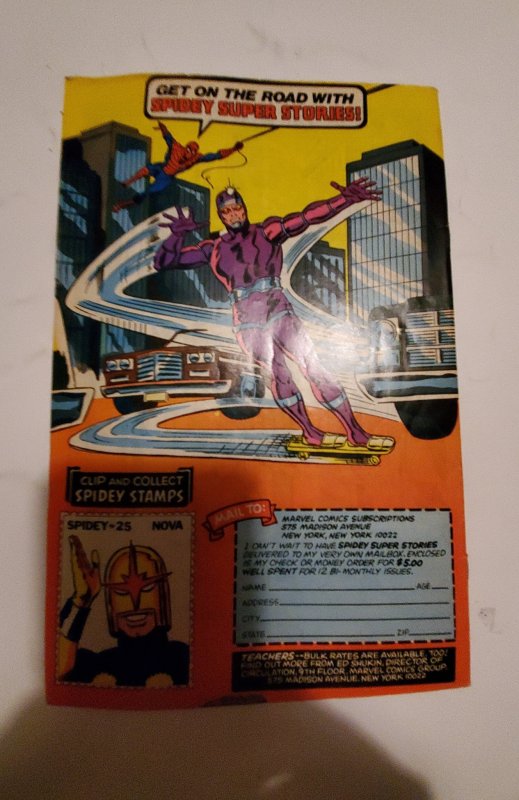 GET ON THE ROAD WITH
SPIDEY SUPER STORIES!
CLIP AND COLLECT
SPIDEY STAMPS
SPIDEY-25 NOVA
MAIL TO:
MARVEL COMICS SUBSCRIPTIONS
575 MADISON AVENUE
NEW YORK, NEW YORK 10022
I CAN'T WAIT TO HAVE SPIDEY SUPER STORIES
DELIVERED TO MY VERY OWN MAILBOX. ENCLOSED
IS MY CHECK OR MONEY ORDER FOR $5.00
WELL SPENT FOR 12 BI-MONTHLY ISSUES.
NAME AGE
ADDRESS
CITY
STATE ZIP
TEACHERS--BULK RATES ARE AVAILABLE, TOO!
FIND OUT MORE FROM ED SHUKIN, DIRECTOR OF
CIRCULATION, 9TH FLOOR, MARVEL COMICS GROUP,
575 MADISON AVENUE, NEW YORK 10022